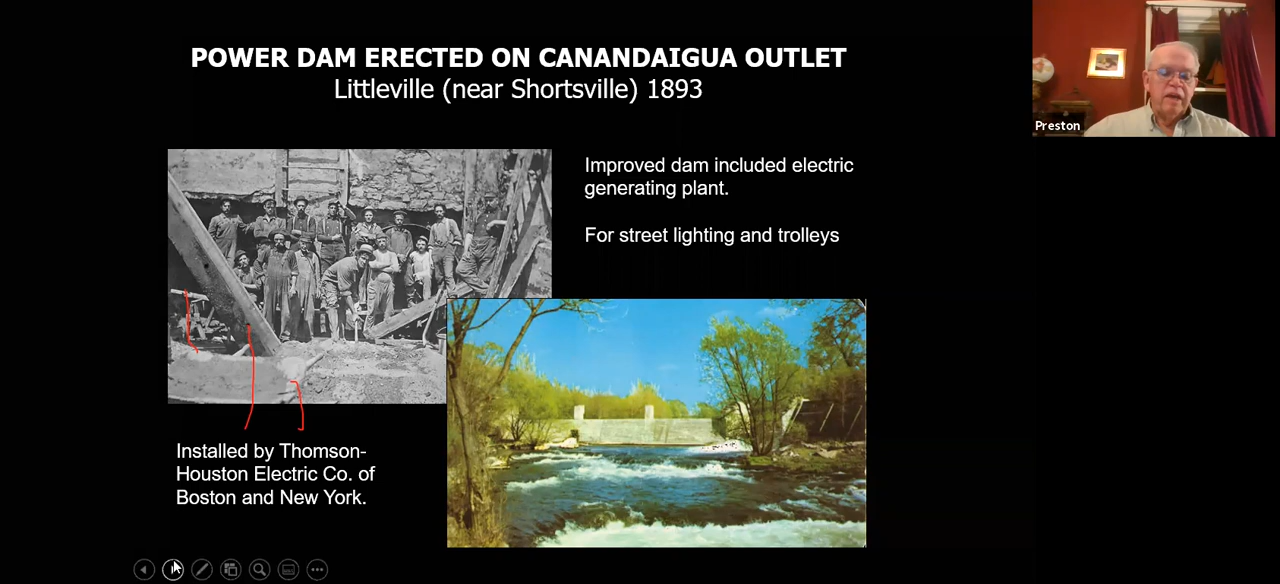 POWER DAM ERECTED ON CANANDAIGUA OUTLET
Littleville (near Shortsville) 1893
Preston
Improved dam included electric
generating plant.
For street lighting and trolleys
Installed by Thomson-
Houston Electric Co. of
Boston and New York.